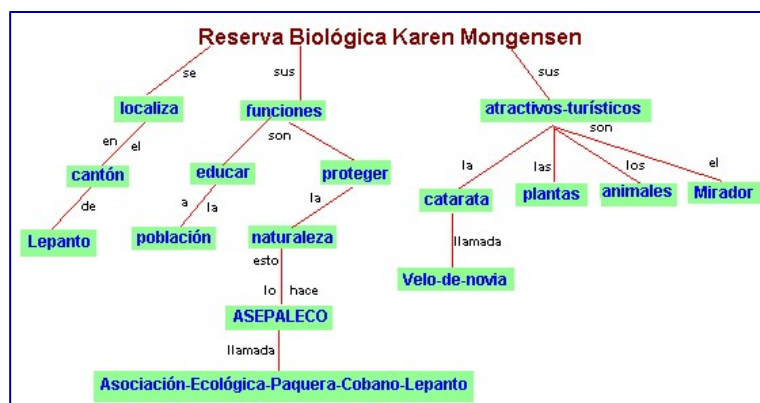 Reserva Biológica Karen Mongensen
se
sus
sus
localiza
funciones
atractivos-turísticos
en
el
son
son
cantón
educar
proteger
la
las
los
el
catarata
plantas
animales
Mirador
de
a
la
la
Lepanto
población
naturaleza
llamada
esto
lo
hace
Velo-de-novia
ASEPALECO
llamada
Asociación-Ecológica-Paquera-Cobano-Lepanto